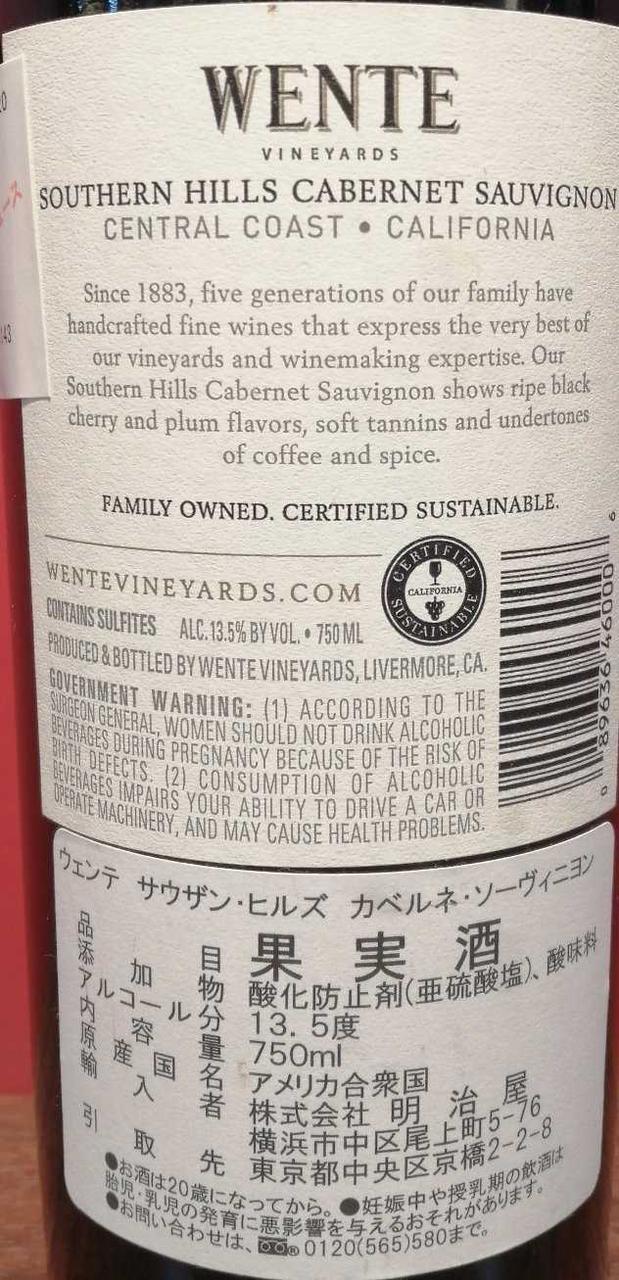 WENTE
VINEYARDS
SOUTHERN HILLS CABERNET SAUVIGNON
CENTRAL COAST • CALIFORNIA
Since 1883, five generations of our family have
handcrafted fine wines that express the very best of
our vineyards and winemaking expertise. Our
Southern Hills Cabernet Sauvignon shows ripe black
cherry and plum flavors, soft tannins and undertones
of coffee and spice.
FAMILY OWNED. CERTIFIED SUSTAINABLE.
WENTEVINEYARDS.COM
CERTIFIED
CALIFORNIA
SUSTAINABLE
CONTAINS SULFITES ALC. 13.5% BY VOL. • 750 ML
PRODUCED & BOTTLED BY WENTE VINEYARDS, LIVERMORE, CA.
GOVERNMENT WARNING: (1) ACCORDING TO THE
SURGEON GENERAL, WOMEN SHOULD NOT DRINK ALCOHOLIC
BEVERAGES DURING PREGNANCY BECAUSE OF THE RISK OF
BIRTH DEFECTS. (2) CONSUMPTION OF ALCOHOLIC
BEVERAGES IMPAIRS YOUR ABILITY TO DRIVE A CAR OR
OPERATE MACHINERY, AND MAY CAUSE HEALTH PROBLEMS.
0 89636 46000 6
ウェンテ サウザン・ヒルズ カベルネ・ソーヴィニヨン
品目 果実酒
添加物 酸化防止剤(亜硫酸塩)、酸味料
アルコール分 13.5度
内容量 750ml
原産国名 アメリカ合衆国
輸入者 株式会社 明治屋
横浜市中区尾上町5-76
引取先 東京都中央区京橋2-2-8
●お酒は20歳になってから。●妊娠中や授乳期の飲酒は
胎児・乳児の発育に悪影響を与えるおそれがあります。
●お問い合わせは、0120(565)580まで。